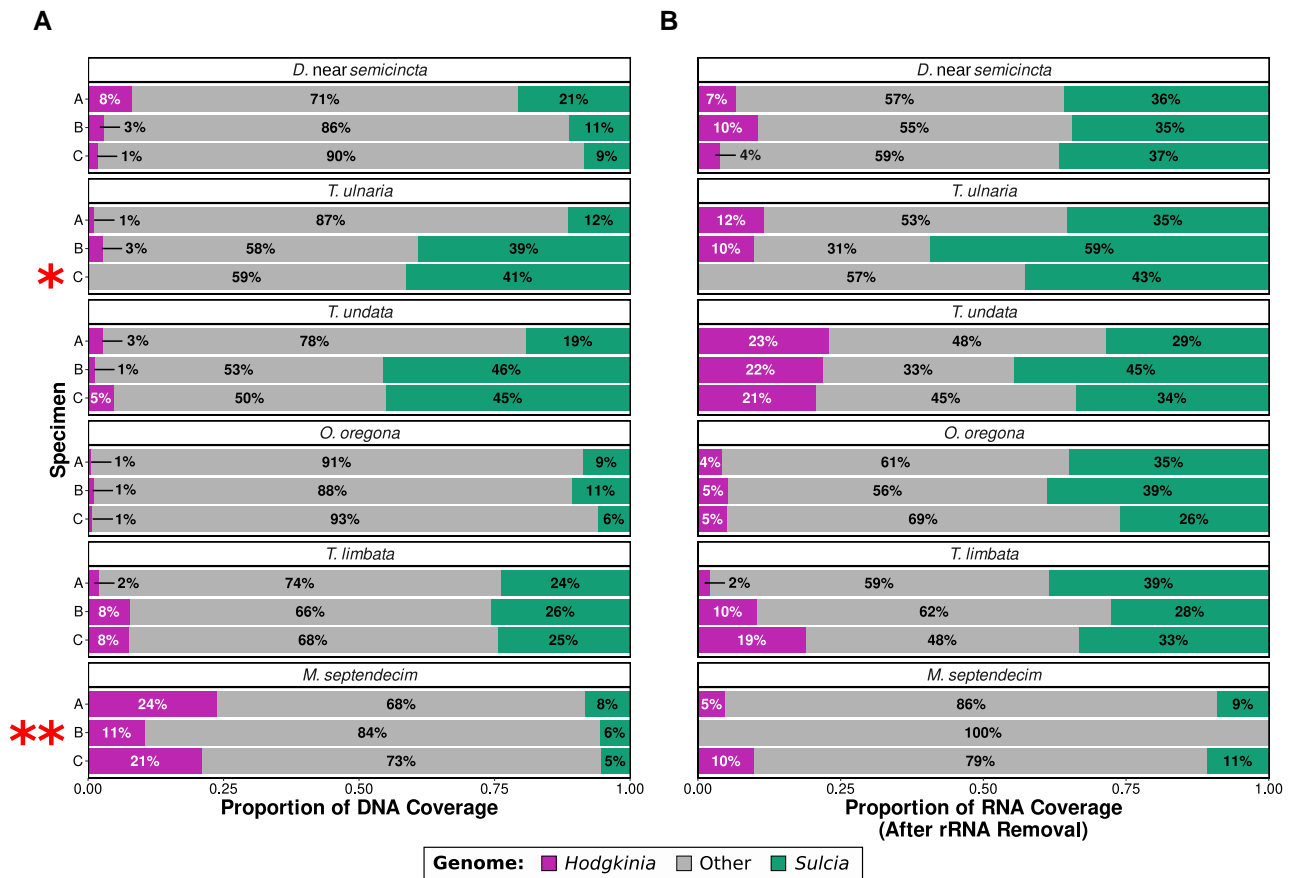 A B
D. near semicincta D. near semicincta
A 8% 71% 21% 7% 57% 36%
B 3% 86% 11% 10% 55% 35%
C 1% 90% 9% 4% 59% 37%
T. ulnaria T. ulnaria
A 1% 87% 12% 12% 53% 35%
B 3% 58% 39% 10% 31% 59%
* C 59% 41% 57% 43%
T. undata T. undata
A 3% 78% 19% 23% 48% 29%
B 1% 53% 46% 22% 33% 45%
C 5% 50% 45% 21% 45% 34%
Specimen
O. oregona O. oregona
A 1% 91% 9% 4% 61% 35%
B 1% 88% 11% 5% 56% 39%
C 1% 93% 6% 5% 69% 26%
T. limbata T. limbata
A 2% 74% 24% 2% 59% 39%
B 8% 66% 26% 10% 62% 28%
C 8% 68% 25% 19% 48% 33%
M. septendecim M. septendecim
A 24% 68% 8% 5% 86% 9%
** B 11% 84% 6% 100%
C 21% 73% 5% 10% 79% 11%
0.00 0.25 0.50 0.75 1.00 0.00 0.25 0.50 0.75 1.00
Proportion of DNA Coverage Proportion of RNA Coverage
(After rRNA Removal)
Genome: Hodgkinia Other Sulcia